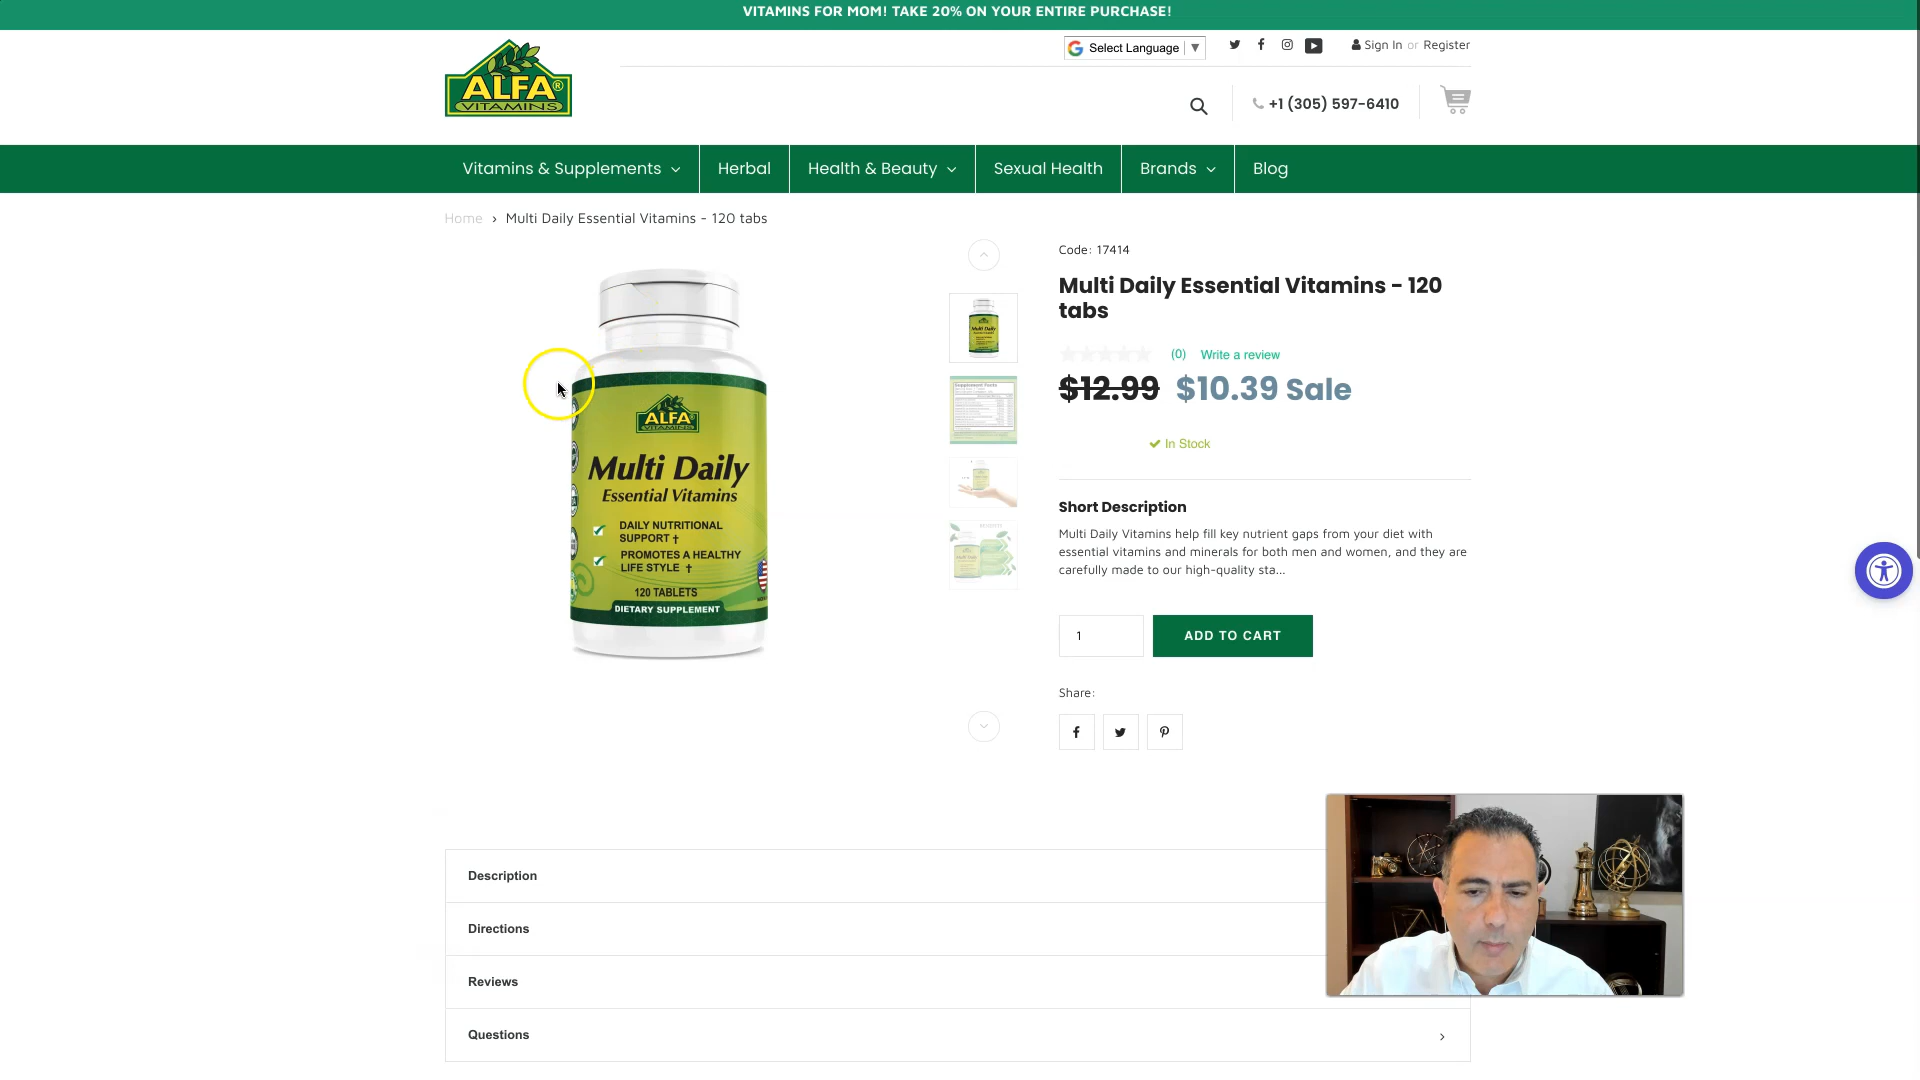 VITAMINS FOR MOM! TAKE 20% ON YOUR ENTIRE PURCHASE!
ALFA®
VITAMINS
Select Language ▼
Sign In or Register
+1 (305) 597-6410
Vitamins & Supplements
Herbal
Health & Beauty
Sexual Health
Brands
Blog
Home › Multi Daily Essential Vitamins - 120 tabs
Code: 17414
Multi Daily Essential Vitamins - 120
tabs
(0) Write a review
$12.99 $10.39 Sale
In Stock
Short Description
Multi Daily Vitamins help fill key nutrient gaps from your diet with
essential vitamins and minerals for both men and women, and they are
carefully made to our high-quality sta...
1
ADD TO CART
Share:
ALFA
VITAMINS
Multi Daily
Essential Vitamins
DAILY NUTRITIONAL
SUPPORT †
PROMOTES A HEALTHY
LIFE STYLE †
120 TABLETS
DIETARY SUPPLEMENT
Description
Directions
Reviews
Questions